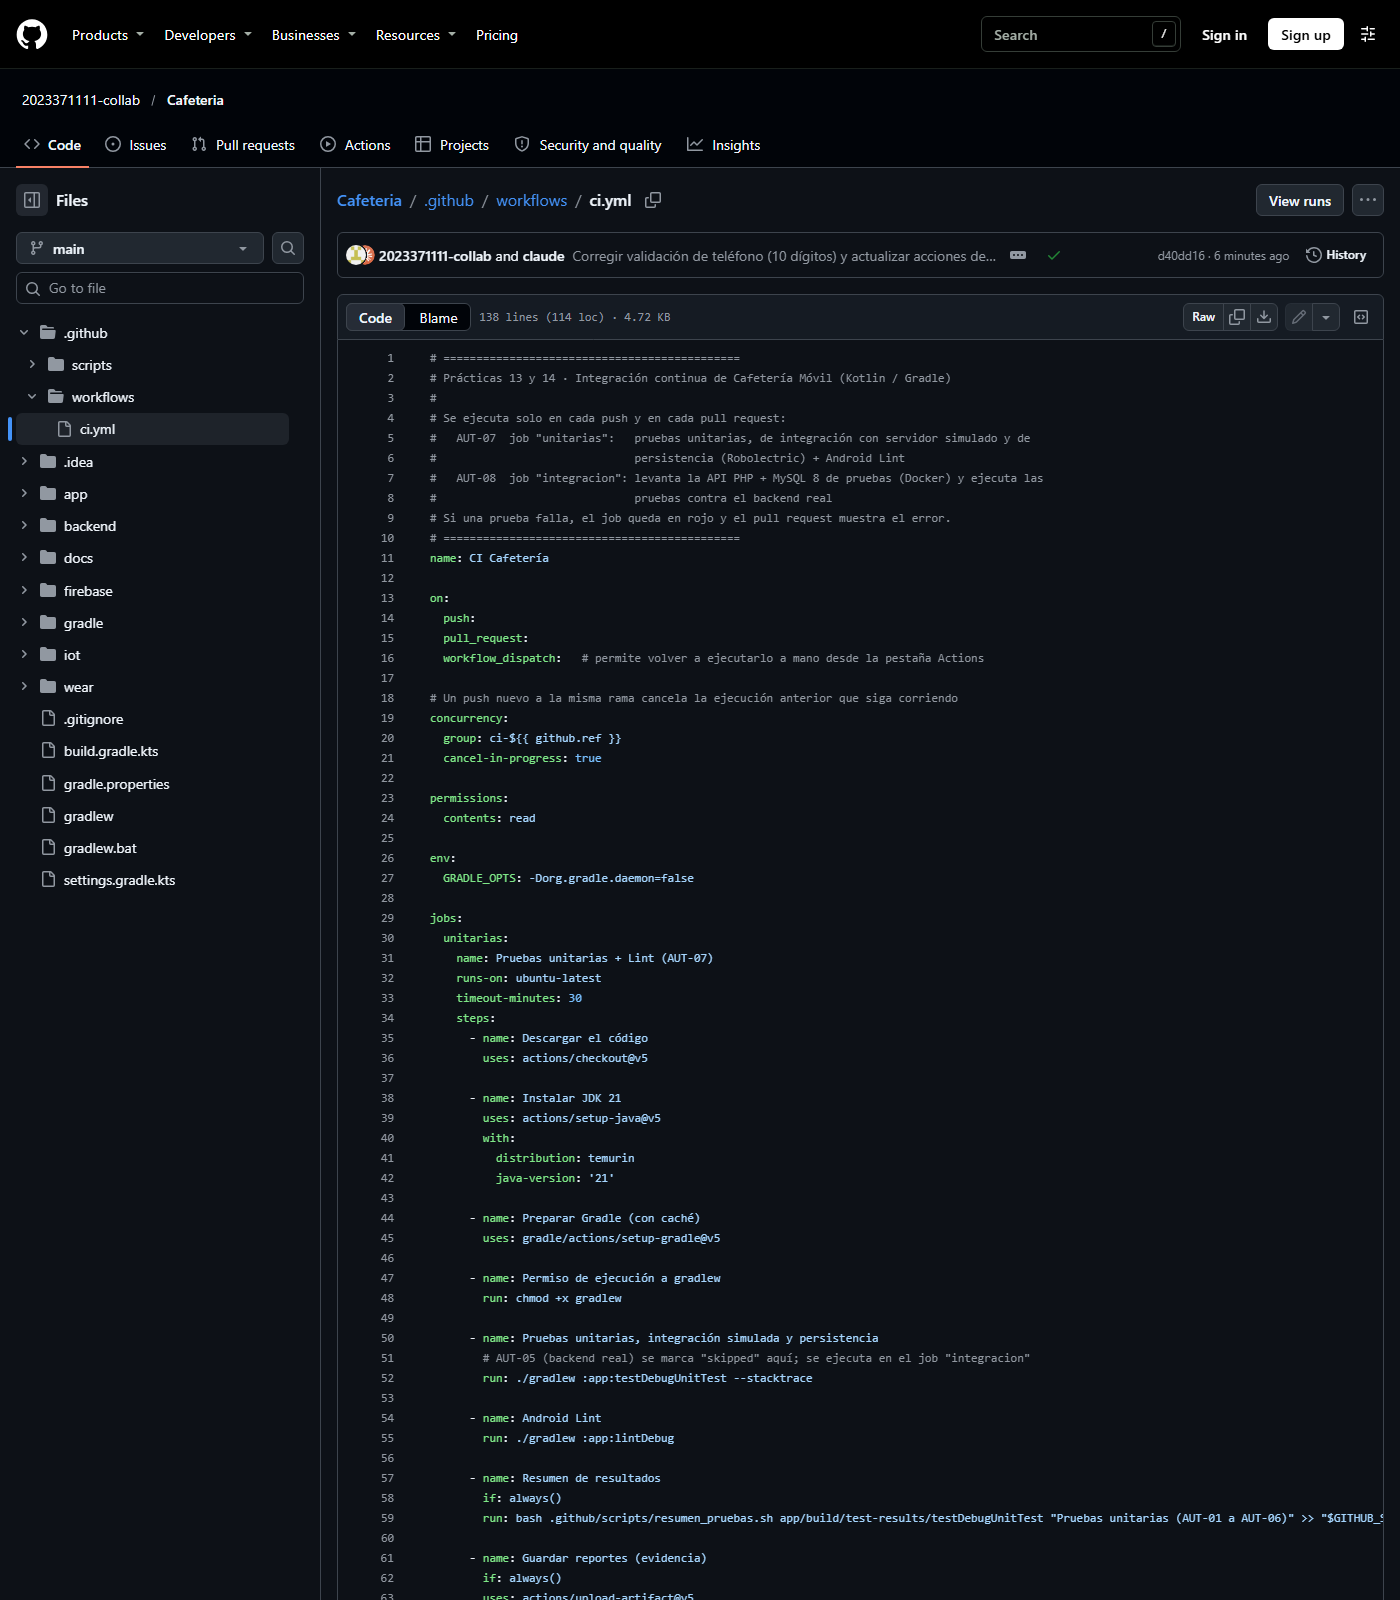 Products Developers Businesses Resources Pricing Search / Sign in Sign up
2023371111-collab / Cafeteria
Code Issues Pull requests Actions Projects Security and quality Insights
Files
main
Go to file
.github
scripts
workflows
ci.yml
.idea
app
backend
docs
firebase
gradle
iot
wear
.gitignore
build.gradle.kts
gradle.properties
gradlew
gradlew.bat
settings.gradle.kts
Cafeteria / .github / workflows / ci.yml
View runs
2023371111-collab and claude Corregir validación de teléfono (10 dígitos) y actualizar acciones de... d40dd16 · 6 minutes ago History
Code Blame 138 lines (114 loc) · 4.72 KB Raw
1 # =============================================
2 # Prácticas 13 y 14 · Integración continua de Cafetería Móvil (Kotlin / Gradle)
3 #
4 # Se ejecuta solo en cada push y en cada pull request:
5 #   AUT-07  job "unitarias":   pruebas unitarias, de integración con servidor simulado y de
6 #                              persistencia (Robolectric) + Android Lint
7 #   AUT-08  job "integracion": levanta la API PHP + MySQL 8 de pruebas (Docker) y ejecuta las
8 #                              pruebas contra el backend real
9 # Si una prueba falla, el job queda en rojo y el pull request muestra el error.
10 # =============================================
11 name: CI Cafetería
12
13 on:
14   push:
15   pull_request:
16   workflow_dispatch:   # permite volver a ejecutarlo a mano desde la pestaña Actions
17
18 # Un push nuevo a la misma rama cancela la ejecución anterior que siga corriendo
19 concurrency:
20   group: ci-${{ github.ref }}
21   cancel-in-progress: true
22
23 permissions:
24   contents: read
25
26 env:
27   GRADLE_OPTS: -Dorg.gradle.daemon=false
28
29 jobs:
30   unitarias:
31     name: Pruebas unitarias + Lint (AUT-07)
32     runs-on: ubuntu-latest
33     timeout-minutes: 30
34     steps:
35       - name: Descargar el código
36         uses: actions/checkout@v5
37
38       - name: Instalar JDK 21
39         uses: actions/setup-java@v5
40         with:
41           distribution: temurin
42           java-version: '21'
43
44       - name: Preparar Gradle (con caché)
45         uses: gradle/actions/setup-gradle@v5
46
47       - name: Permiso de ejecución a gradlew
48         run: chmod +x gradlew
49
50       - name: Pruebas unitarias, integración simulada y persistencia
51         # AUT-05 (backend real) se marca "skipped" aquí; se ejecuta en el job "integracion"
52         run: ./gradlew :app:testDebugUnitTest --stacktrace
53
54       - name: Android Lint
55         run: ./gradlew :app:lintDebug
56
57       - name: Resumen de resultados
58         if: always()
59         run: bash .github/scripts/resumen_pruebas.sh app/build/test-results/testDebugUnitTest "Pruebas unitarias (AUT-01 a AUT-06)" >> "$GITHUB_S
60
61       - name: Guardar reportes (evidencia)
62         if: always()
63         uses: actions/upload-artifact@v5